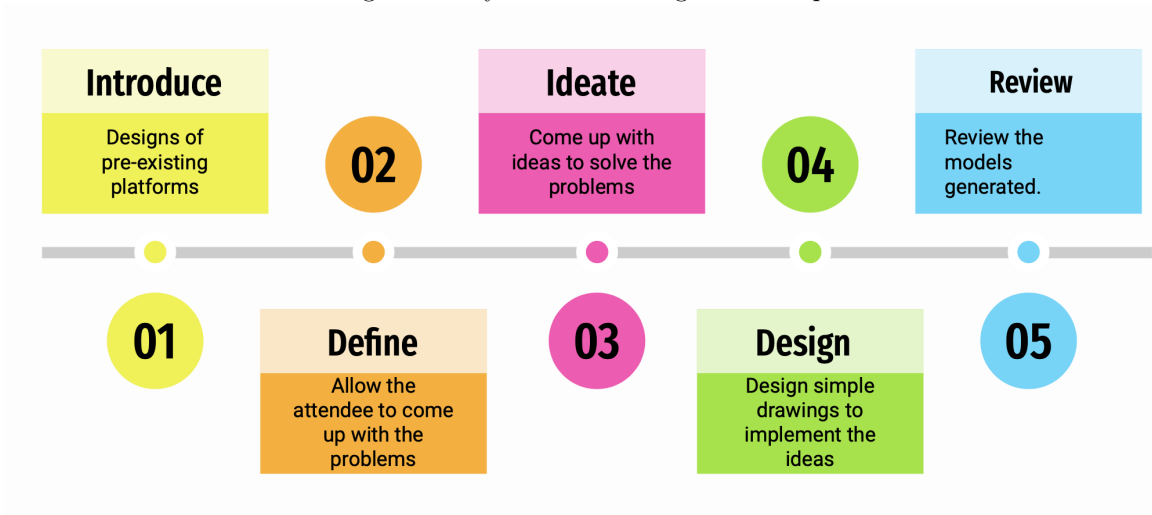 Introduce
Designs of
pre-existing
platforms
01
02
Define
Allow the
attendee to come
up with the
problems
Ideate
Come up with
ideas to solve the
problems
03
04
Design
Design simple
drawings to
implement the
ideas
Review
Review the
models
generated.
05